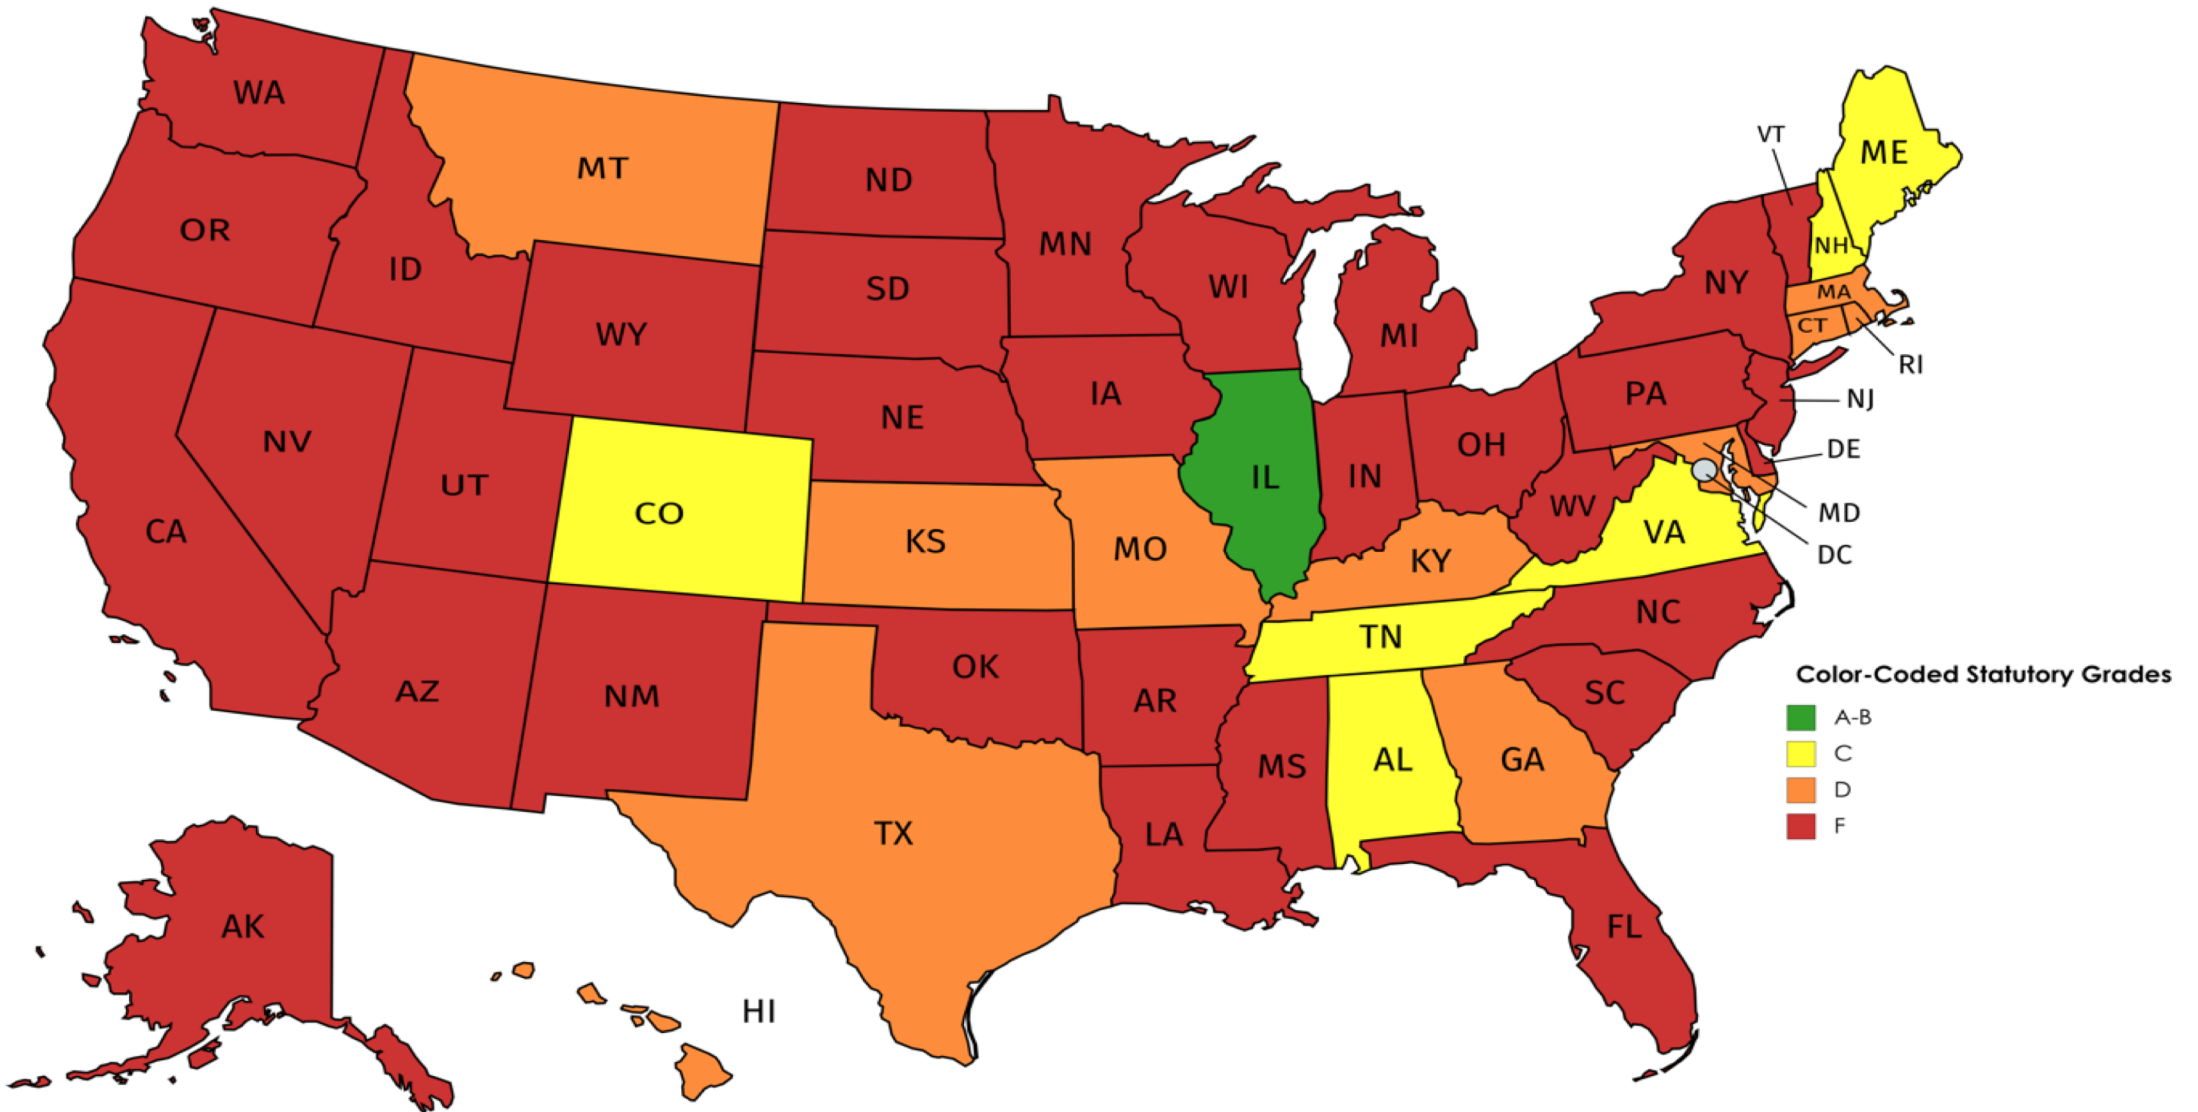 WA
MT
ND
MN
VT
ME
OR
ID
SD
WI
NH
NY
MA
WY
MI
CT
RI
NE
IA
PA
NJ
NV
OH
DE
UT
IL
IN
CO
WV
MD
CA
KS
MO
KY
VA
DC
NC
TN
AZ
NM
OK
AR
SC
Color-Coded Statutory Grades
A-B
C
D
F
MS
AL
GA
TX
LA
AK
FL
HI